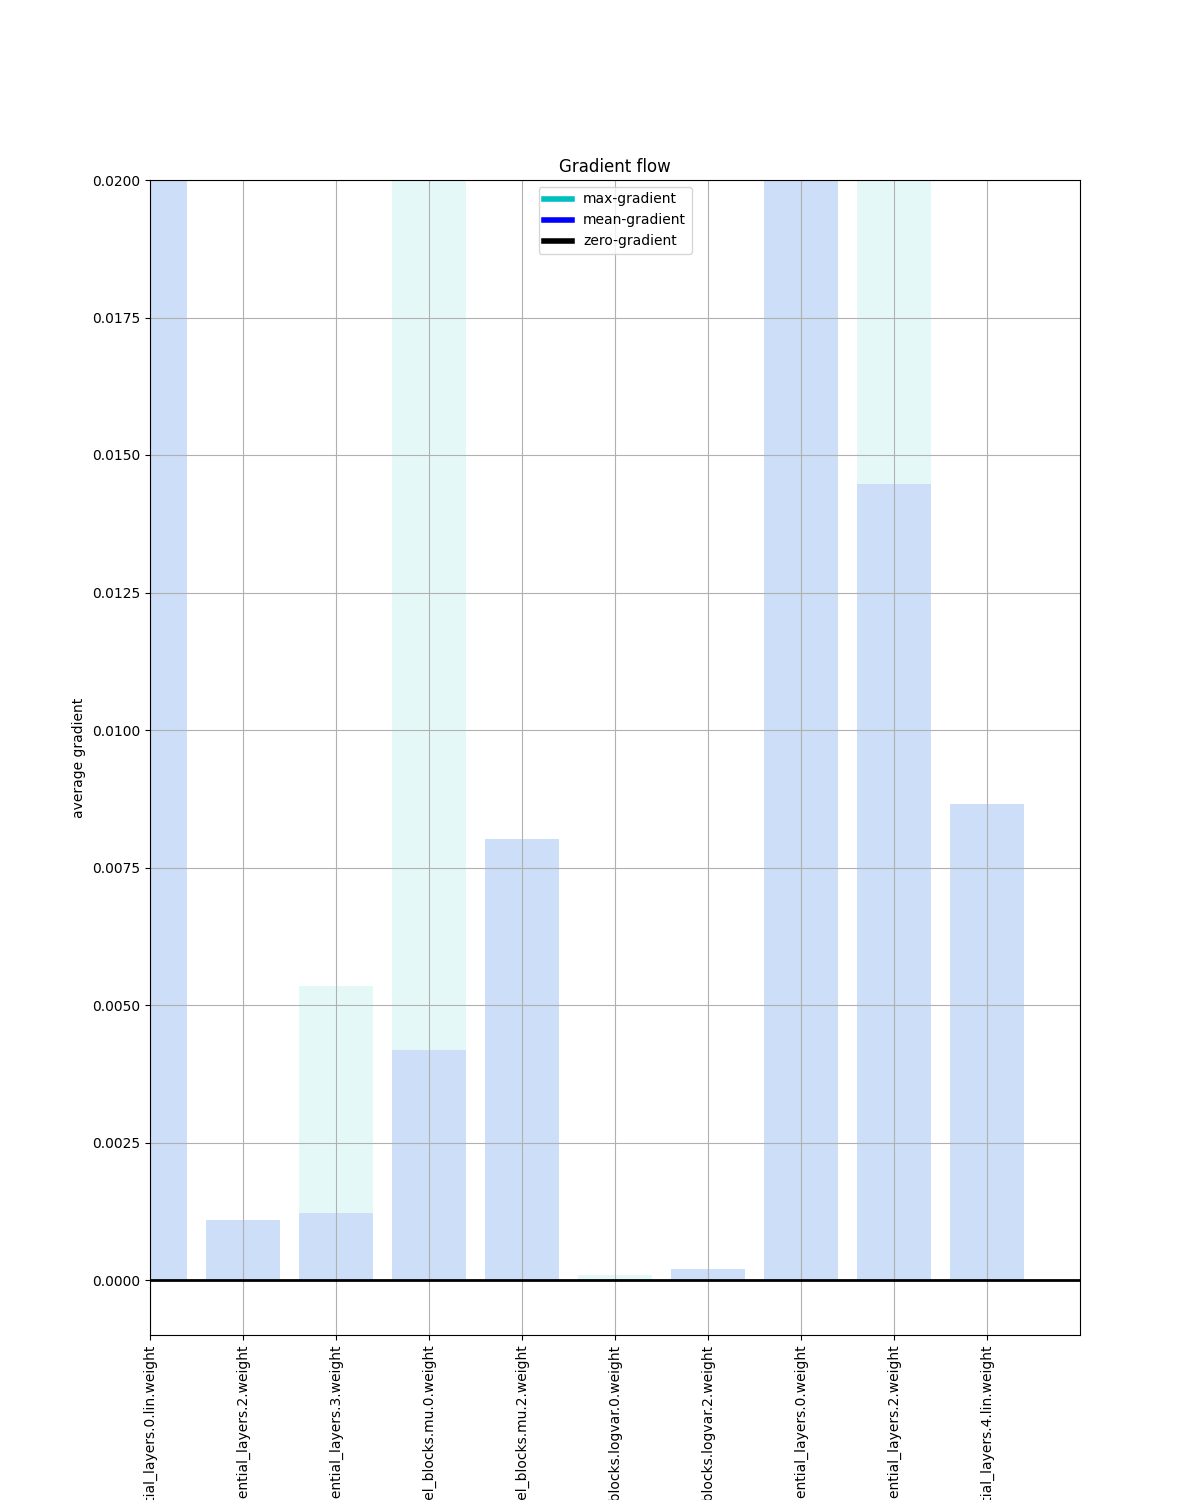 Gradient flow
max-gradient
mean-gradient
zero-gradient
0.0200
0.0175
0.0150
0.0125
0.0100
0.0075
0.0050
0.0025
0.0000
average gradient
tial_layers.0.lin.weight
ential_layers.2.weight
ential_layers.3.weight
el_blocks.mu.0.weight
el_blocks.mu.2.weight
blocks.logvar.0.weight
blocks.logvar.2.weight
ential_layers.0.weight
ential_layers.2.weight
tial_layers.4.lin.weight